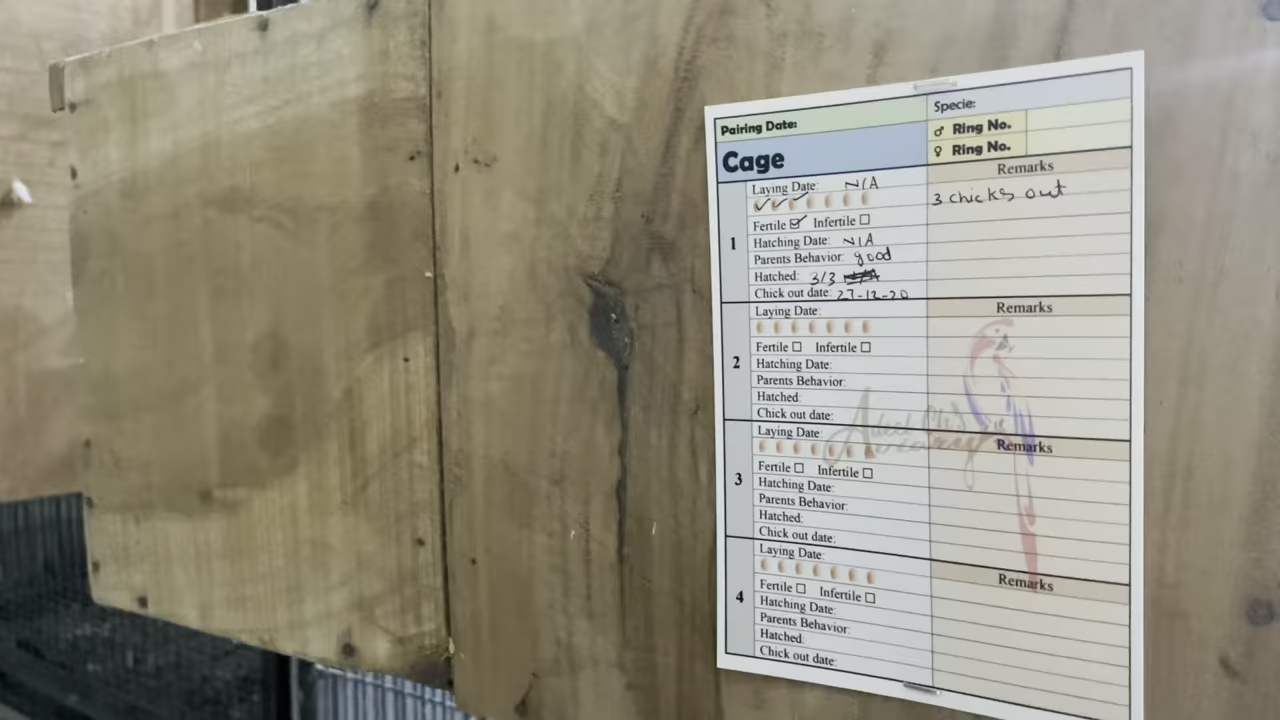 Pairing Date:
Specie:
♂ Ring No.
♀ Ring No.
Cage
Remarks
1
Laying Date: N/A
3 chicks out
Fertile ☑ Infertile ☐
Hatching Date: N/A
Parents Behavior: good
Hatched: 3/3
Chick out date: 27-12-20
2
Laying Date:
Remarks
Fertile ☐ Infertile ☐
Hatching Date:
Parents Behavior:
Hatched:
Chick out date:
3
Laying Date:
Remarks
Fertile ☐ Infertile ☐
Hatching Date:
Parents Behavior:
Hatched:
Chick out date:
4
Laying Date:
Remarks
Fertile ☐ Infertile ☐
Hatching Date:
Parents Behavior:
Hatched:
Chick out date: